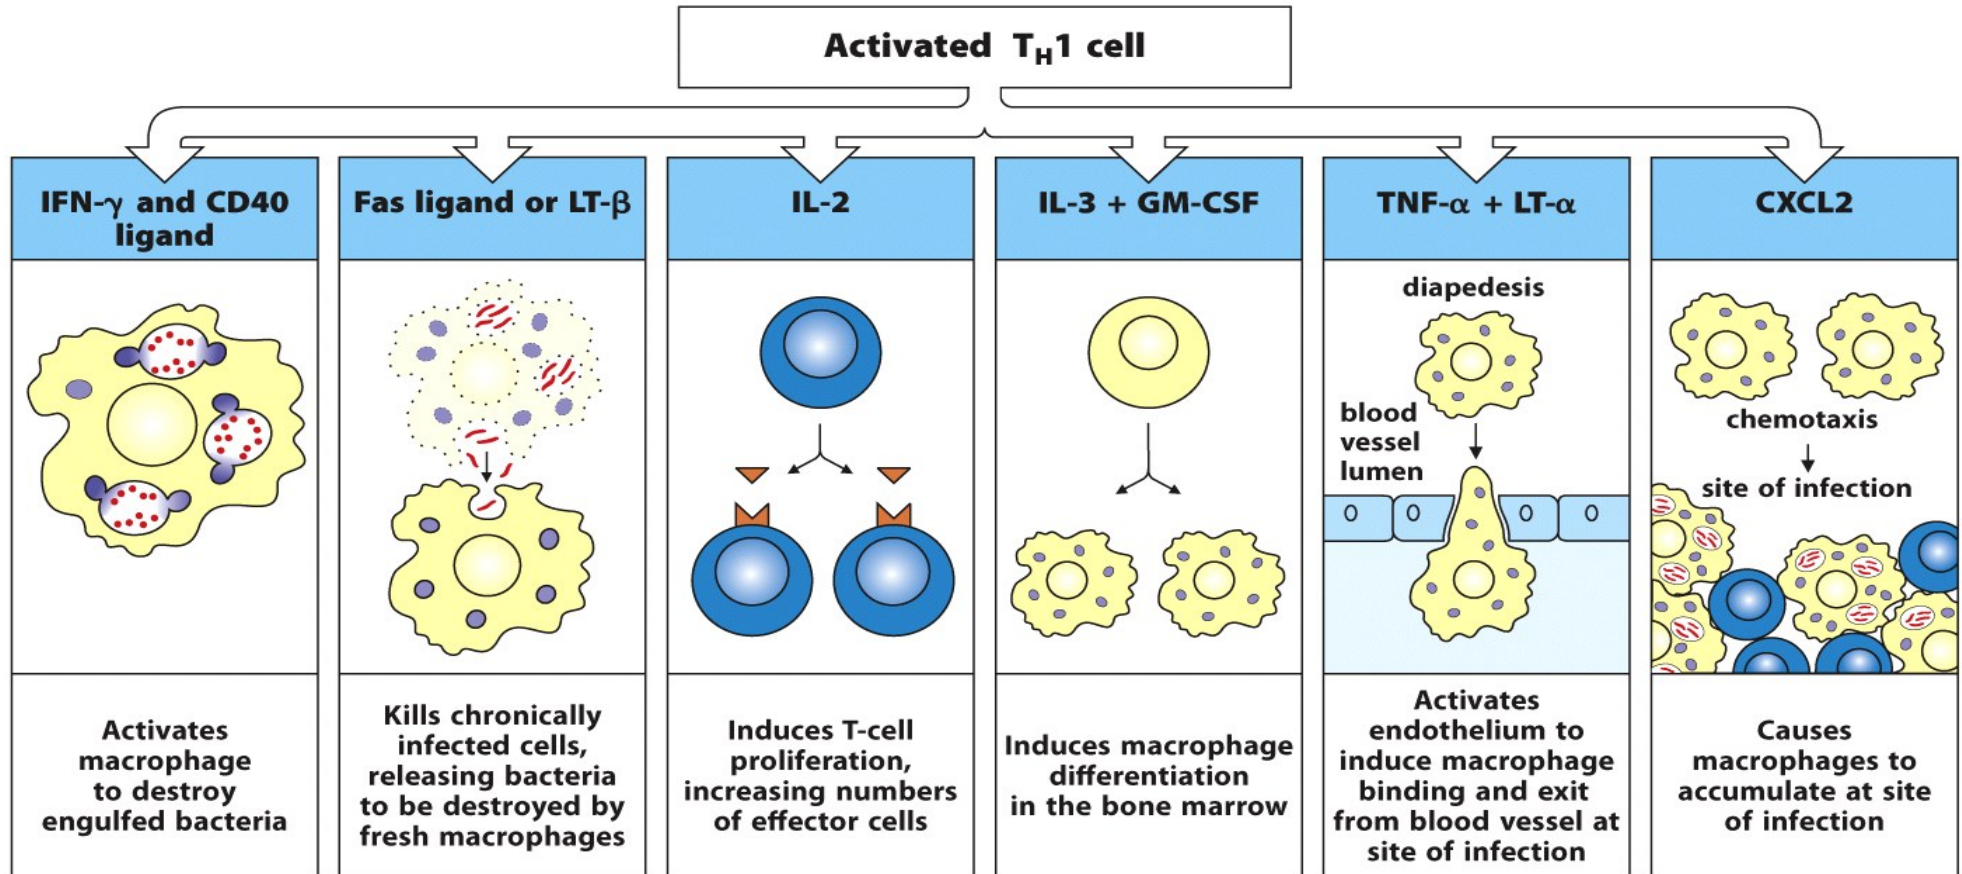 Activated T_H1 cell
IFN-γ and CD40
ligand
Fas ligand or LT-β
IL-2
IL-3 + GM-CSF
TNF-α + LT-α
CXCL2
diapedesis
blood
vessel
lumen
chemotaxis
site of infection
Activates
macrophage
to destroy
engulfed bacteria
Kills chronically
infected cells,
releasing bacteria
to be destroyed by
fresh macrophages
Induces T-cell
proliferation,
increasing numbers
of effector cells
Induces macrophage
differentiation
in the bone marrow
Activates
endothelium to
induce macrophage
binding and exit
from blood vessel at
site of infection
Causes
macrophages to
accumulate at site
of infection